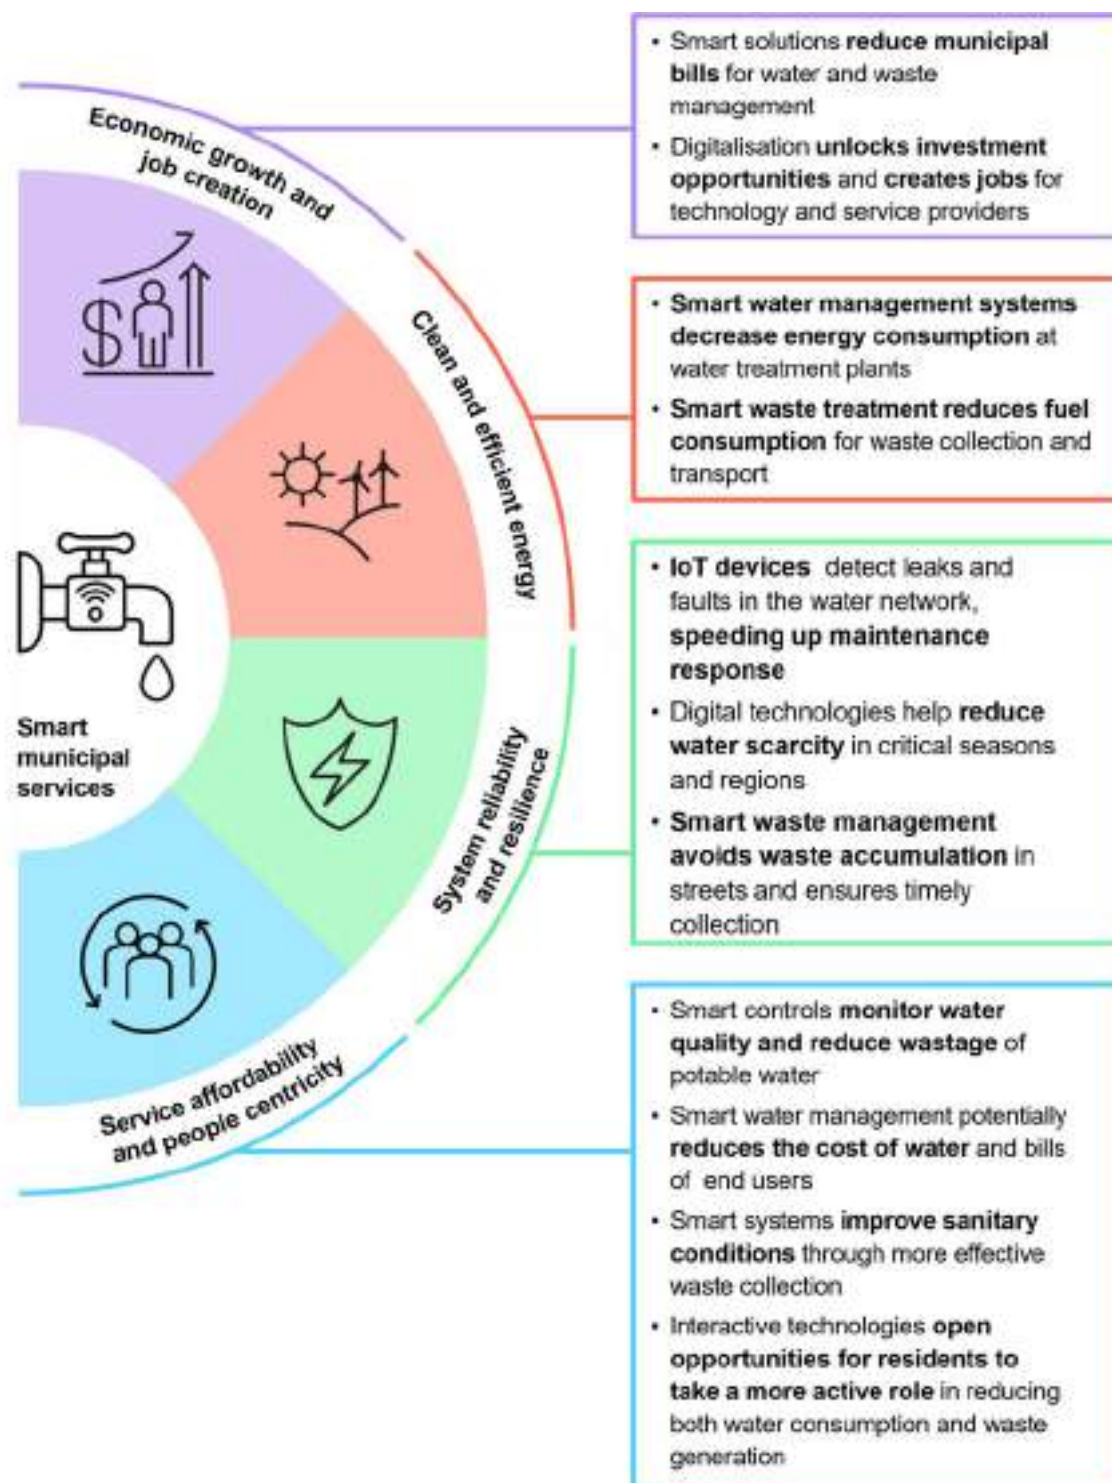 Economic growth and
job creation
• Smart solutions reduce municipal
bills for water and waste
management
• Digitalisation unlocks investment
opportunities and creates jobs for
technology and service providers
Clean and efficient energy
• Smart water management systems
decrease energy consumption at
water treatment plants
• Smart waste treatment reduces fuel
consumption for waste collection and
transport
Smart
municipal
services
System reliability
and resilience
• IoT devices detect leaks and
faults in the water network,
speeding up maintenance
response
• Digital technologies help reduce
water scarcity in critical seasons
and regions
• Smart waste management
avoids waste accumulation in
streets and ensures timely
collection
Service affordability
and people centricity
• Smart controls monitor water
quality and reduce wastage of
potable water
• Smart water management potentially
reduces the cost of water and bills
of end users
• Smart systems improve sanitary
conditions through more effective
waste collection
• Interactive technologies open
opportunities for residents to
take a more active role in reducing
both water consumption and waste
generation